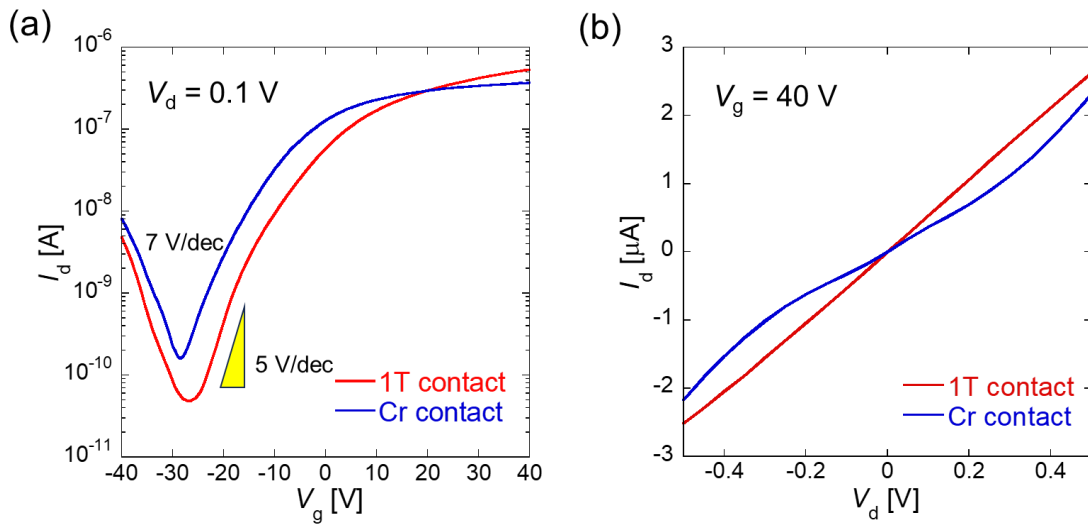 (a)
V_d = 0.1 V
7 V/dec
5 V/dec
1T contact
Cr contact
I_d [A]
10⁻⁶
10⁻⁷
10⁻⁸
10⁻⁹
10⁻¹⁰
10⁻¹¹
-40 -30 -20 -10 0 10 20 30 40
V_g [V]
(b)
V_g = 40 V
1T contact
Cr contact
I_d [μA]
3
2
1
0
-1
-2
-3
-0.4 -0.2 0 0.2 0.4
V_d [V]